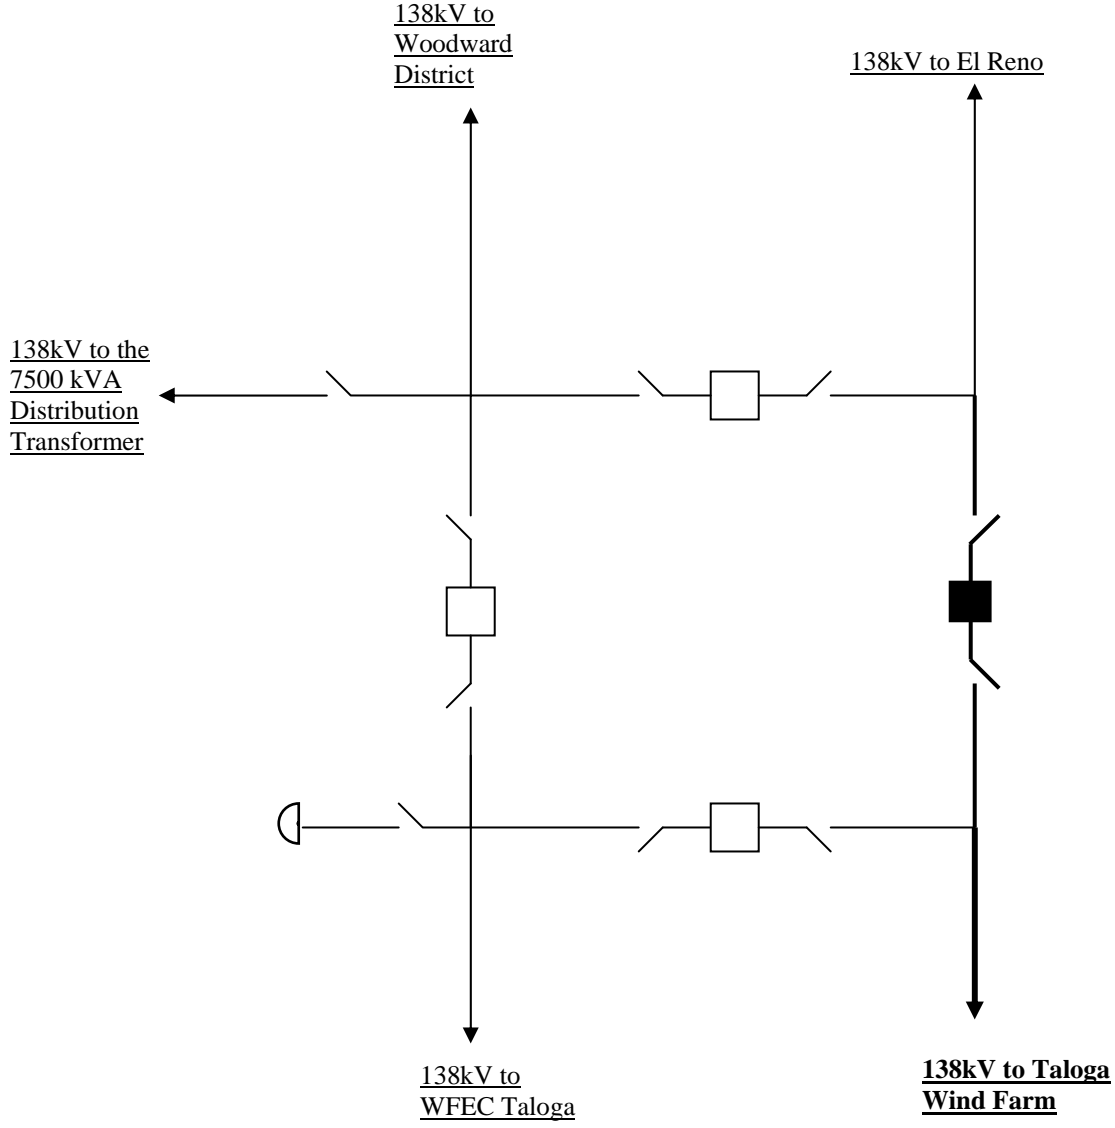 138kV to
Woodward
District
138kV to El Reno
138kV to the
7500 kVA
Distribution
Transformer
138kV to
WFEC Taloga
138kV to Taloga
Wind Farm